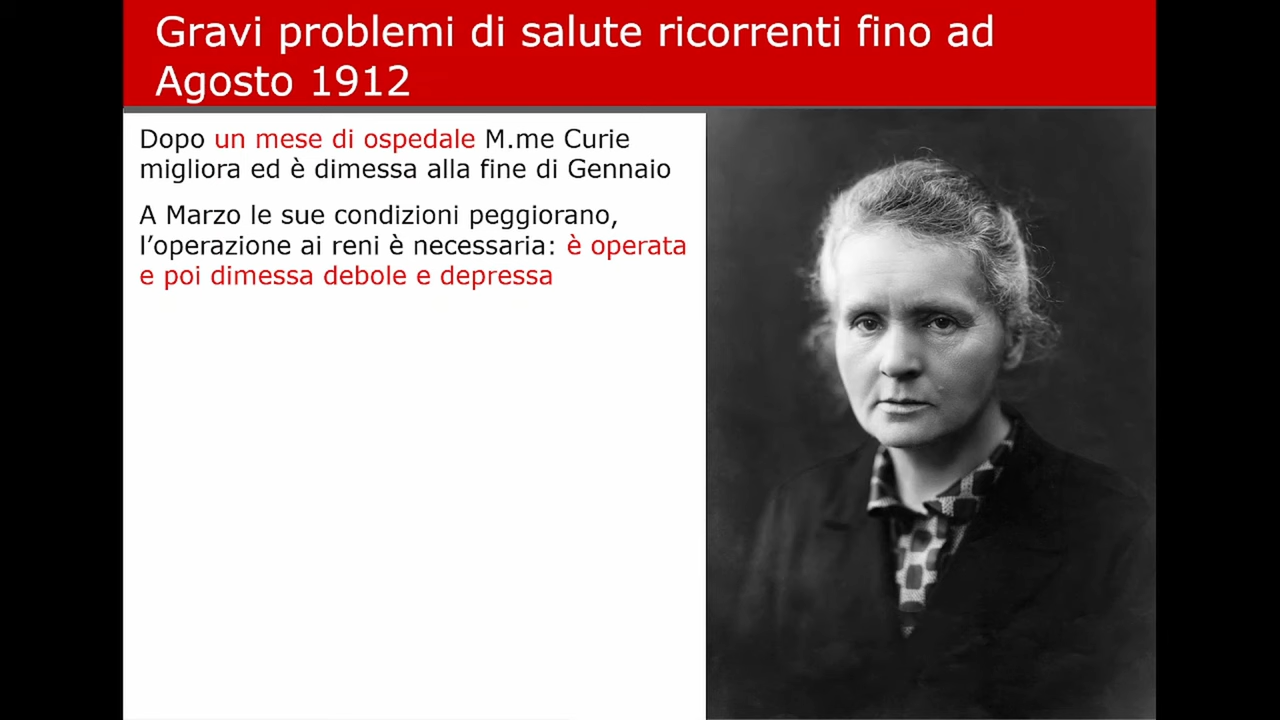 Gravi problemi di salute ricorrenti fino ad
Agosto 1912
Dopo un mese di ospedale M.me Curie
migliora ed è dimessa alla fine di Gennaio
A Marzo le sue condizioni peggiorano,
l’operazione ai reni è necessaria: è operata
e poi dimessa debole e depressa